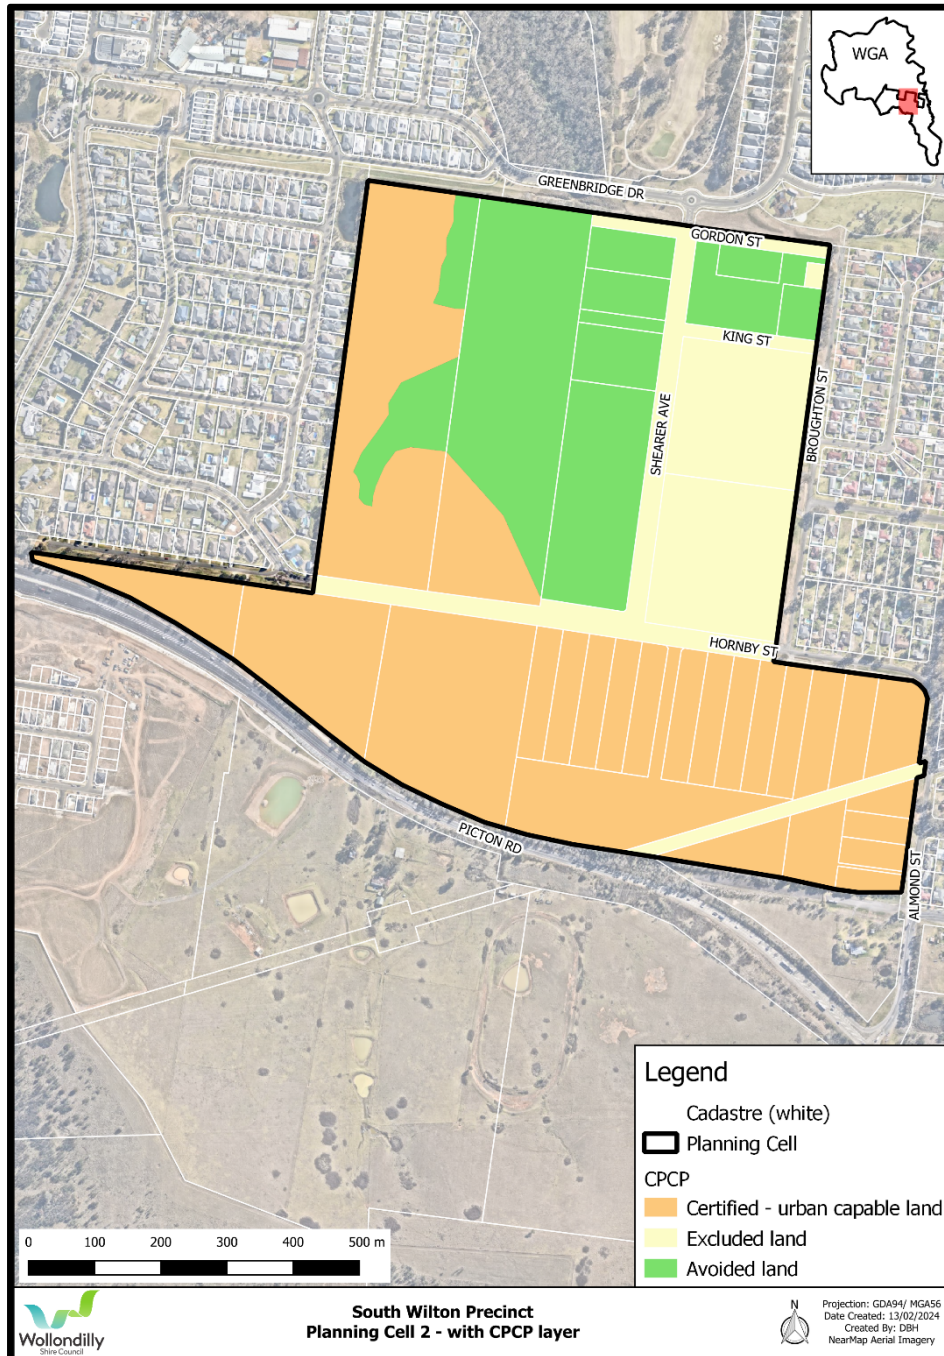 WGA
GREENBRIDGE DR
GORDON ST
KING ST
SHEARER AVE
BROUGHTON ST
HORNBY ST
PICTON RD
ALMOND ST
Legend
Cadastre (white)
Planning Cell
CPCP
Certified - urban capable land
Excluded land
Avoided land
0 100 200 300 400 500 m
Wollondilly
Shire Council
South Wilton Precinct
Planning Cell 2 - with CPCP layer
N
Projection: GDA94/ MGA56
Date Created: 13/02/2024
Created By: DBH
NearMap Aerial Imagery